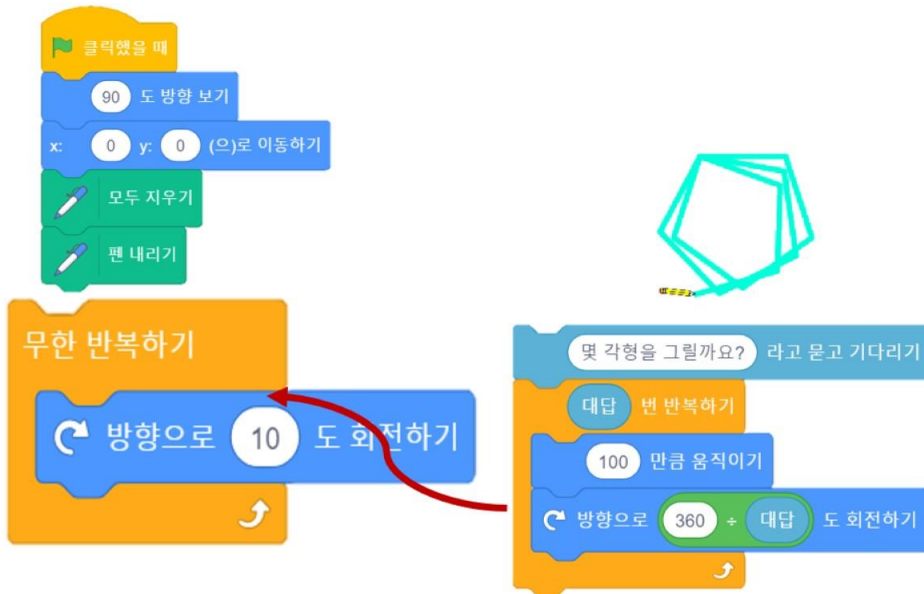 클릭했을 때
90 도 방향 보기
x: 0 y: 0 (으)로 이동하기
모두 지우기
펜 내리기
무한 반복하기
방향으로 10 도 회전하기
몇 각형을 그릴까요? 라고 묻고 기다리기
대답 번 반복하기
100 만큼 움직이기
방향으로 360 ÷ 대답 도 회전하기